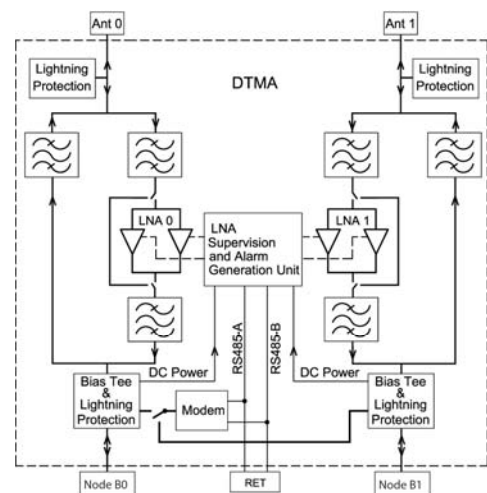 Ant 0
Ant 1
Lightning
Protection
DTMA
Lightning
Protection
LNA 0
LNA
Supervision
and Alarm
Generation Unit
LNA 1
RS485-A
RS485-B
DC Power
DC Power
Bias Tee
&
Lightning
Protection
Modem
Bias Tee
&
Lightning
Protection
Node B0
RET
Node B1